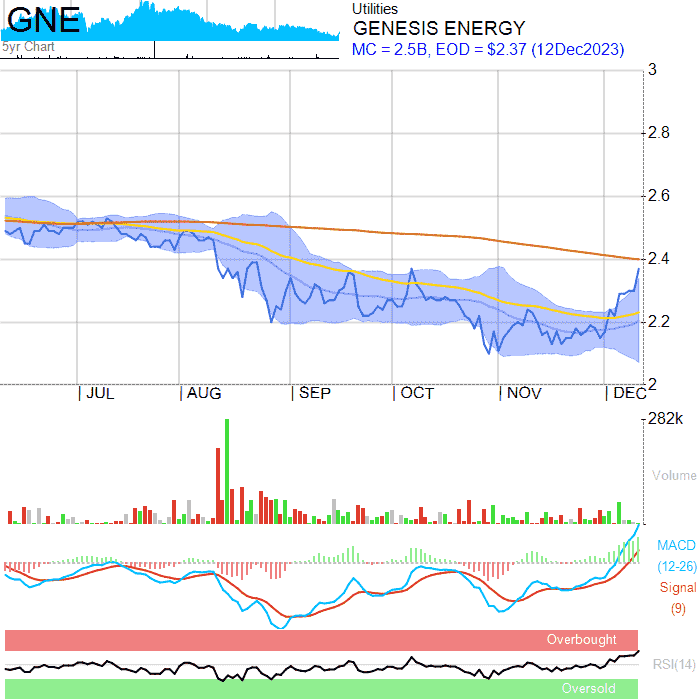 GNE
5yr Chart
Utilities
GENESIS ENERGY
MC = 2.5B, EOD = $2.37 (12Dec2023)
3
2.8
2.6
2.4
2.2
2
JUL AUG SEP OCT NOV DEC
282k
Volume
MACD
(12-26)
Signal
(9)
Overbought
RSI(14)
Oversold